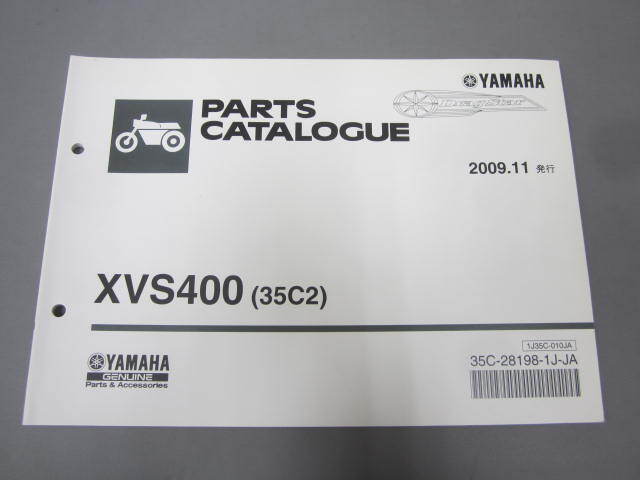 YAMAHA
Dragstar
PARTS
CATALOGUE
2009.11 発行
XVS400 (35C2)
1J35C-010JA
35C-28198-1J-JA
YAMAHA
GENUINE
Parts & Accessories